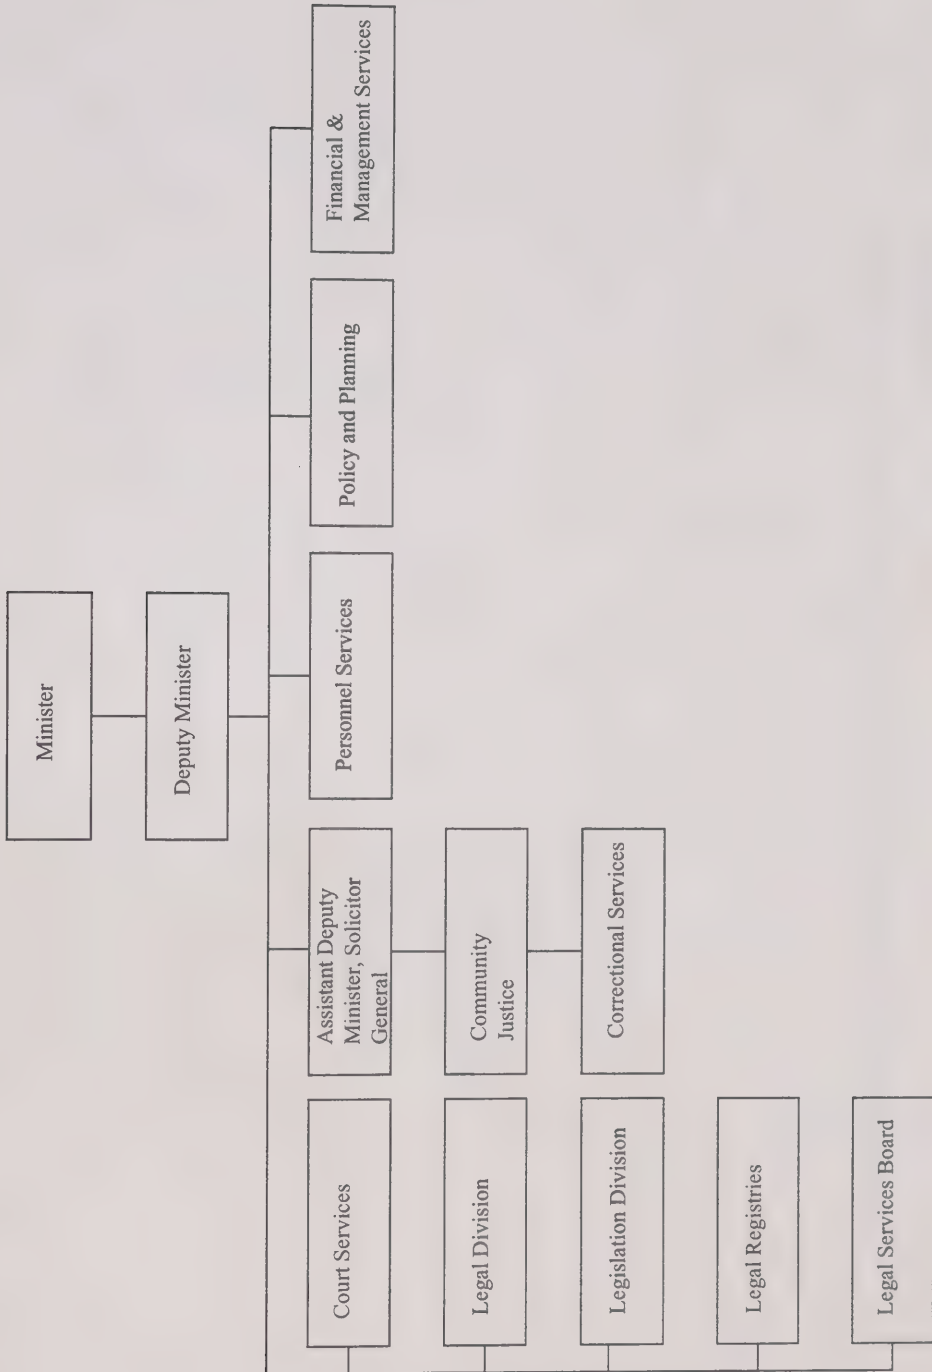 Minister
Deputy Minister
Court Services
Assistant Deputy
Minister, Solicitor
General
Personnel Services
Policy and Planning
Financial &
Management Services
Legal Division
Community
Justice
Legislation Division
Correctional Services
Legal Registries
Legal Services Board